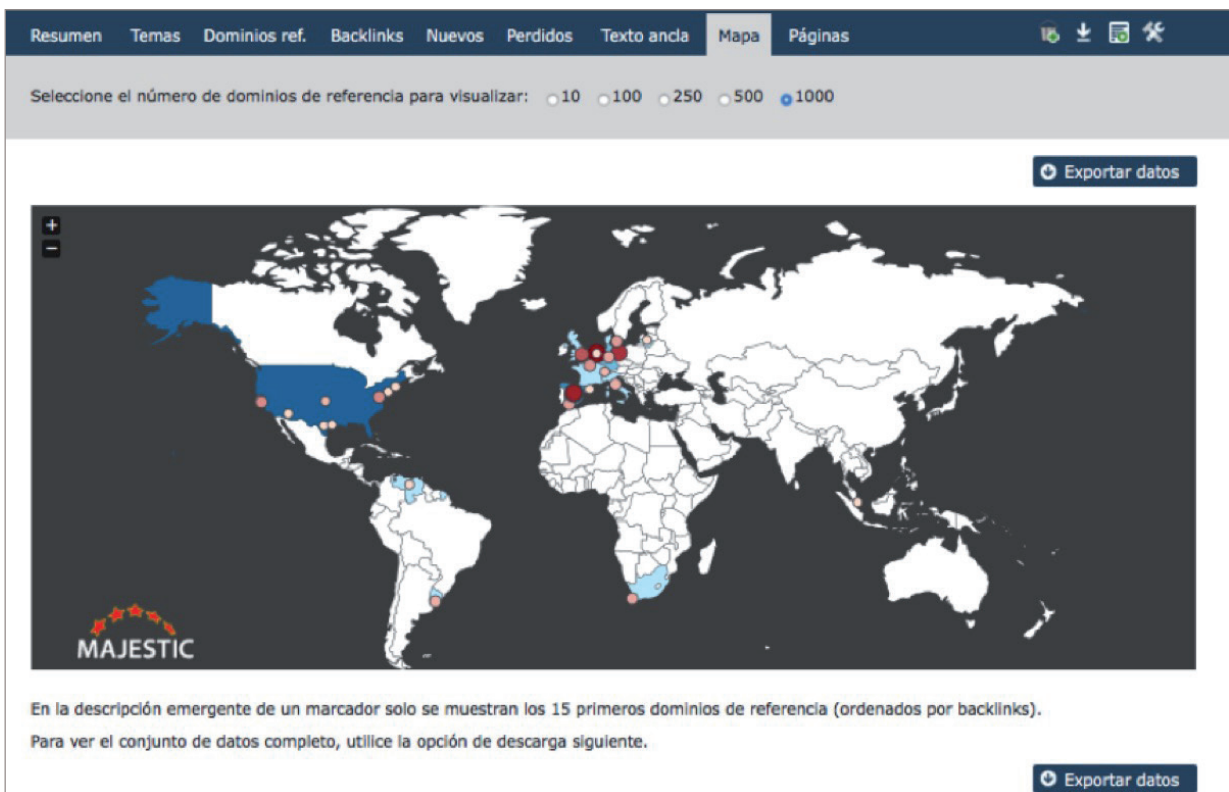 Resumen Temas Dominios ref. Backlinks Nuevos Perdidos Texto ancla Mapa Páginas
Seleccione el número de dominios de referencia para visualizar: 10 100 250 500 1000
Exportar datos
+
−
MAJESTIC
En la descripción emergente de un marcador solo se muestran los 15 primeros dominios de referencia (ordenados por backlinks).
Para ver el conjunto de datos completo, utilice la opción de descarga siguiente.
Exportar datos